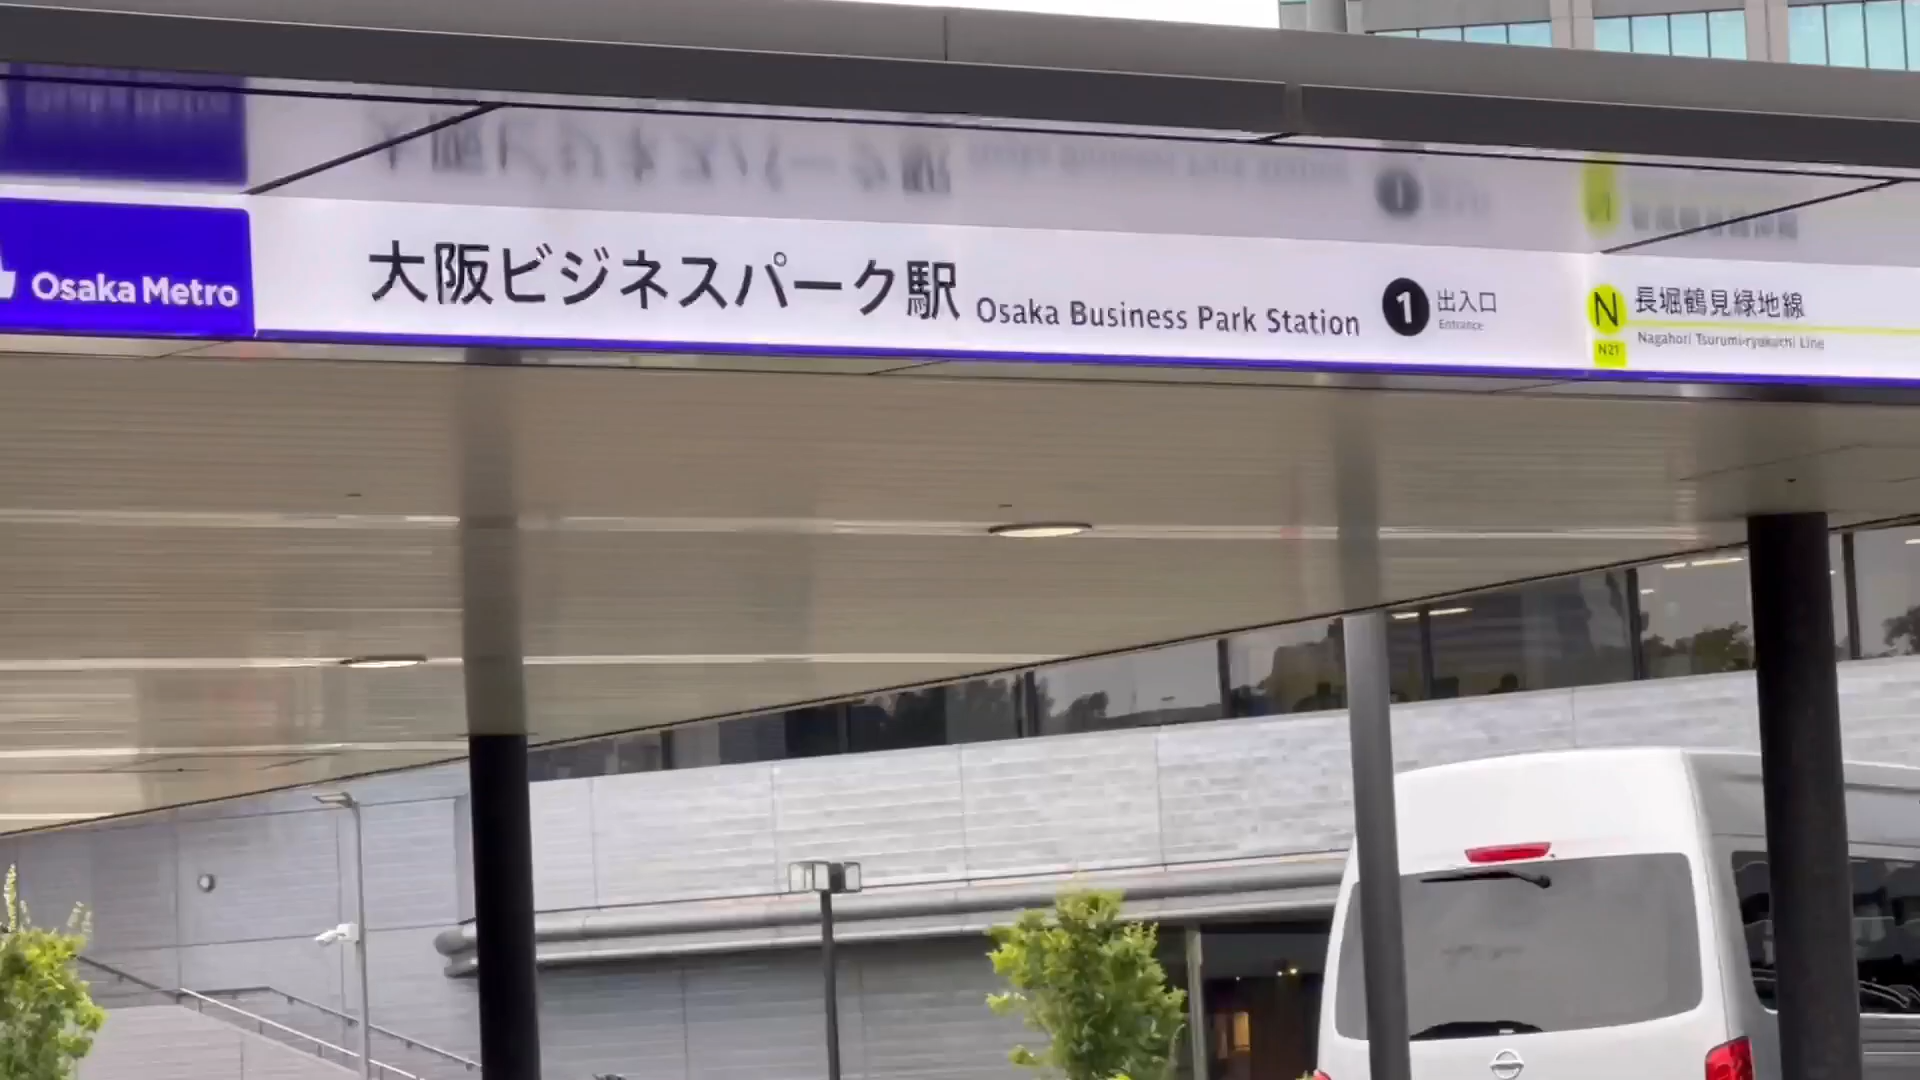 Osaka Metro
大阪ビジネスパーク駅 Osaka Business Park Station
1 出入口
Entrance
N 長堀鶴見緑地線
N21 Nagahori Tsurumi-ryokuchi Line